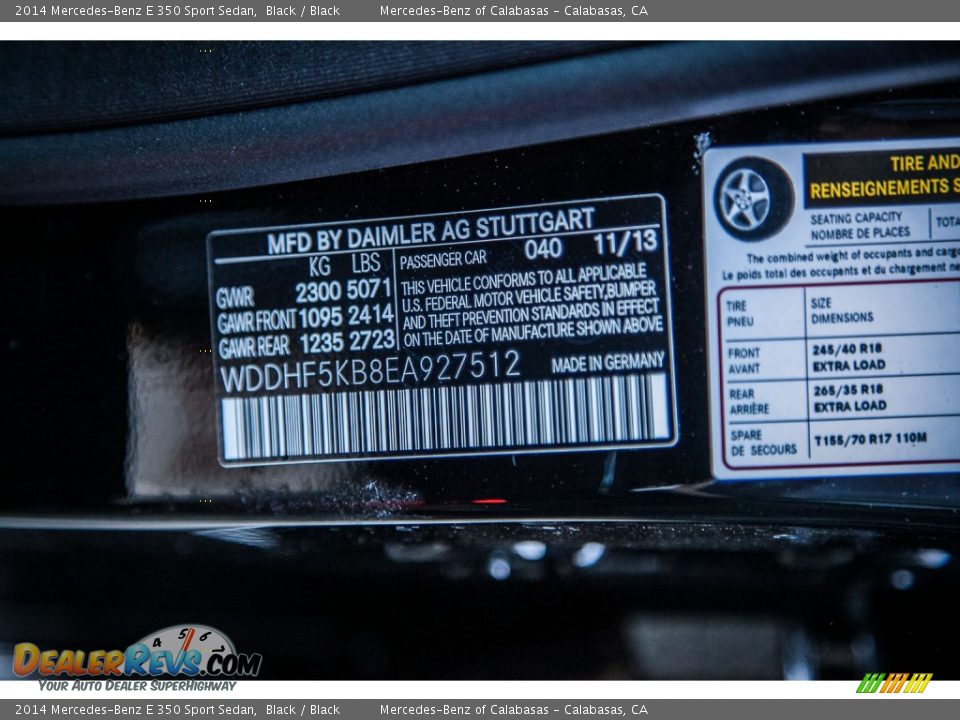 2014 Mercedes-Benz E 350 Sport Sedan,  Black / Black        Mercedes-Benz of Calabasas - Calabasas, CA
MFD BY DAIMLER AG STUTTGART
KG LBS
GVWR 2300 5071
GAWR FRONT 1095 2414
GAWR REAR 1235 2723
PASSENGER CAR 040 11/13
THIS VEHICLE CONFORMS TO ALL APPLICABLE
U.S. FEDERAL MOTOR VEHICLE SAFETY,BUMPER
AND THEFT PREVENTION STANDARDS IN EFFECT
ON THE DATE OF MANUFACTURE SHOWN ABOVE
WDDHF5KB8EA927512 MADE IN GERMANY
TIRE AND
RENSEIGNEMENTS S
SEATING CAPACITY
NOMBRE DE PLACES
TOTA
The combined weight of occupants and carg
Le poids total des occupants et du chargement ne
TIRE
PNEU
SIZE
DIMENSIONS
FRONT
AVANT
245/40 R18
EXTRA LOAD
REAR
ARRIÈRE
265/35 R18
EXTRA LOAD
SPARE
DE SECOURS
T155/70 R17 110M
4 5 6
DEALERREVS.COM
YOUR AUTO DEALER SUPERHIGHWAY
2014 Mercedes-Benz E 350 Sport Sedan,  Black / Black        Mercedes-Benz of Calabasas - Calabasas, CA